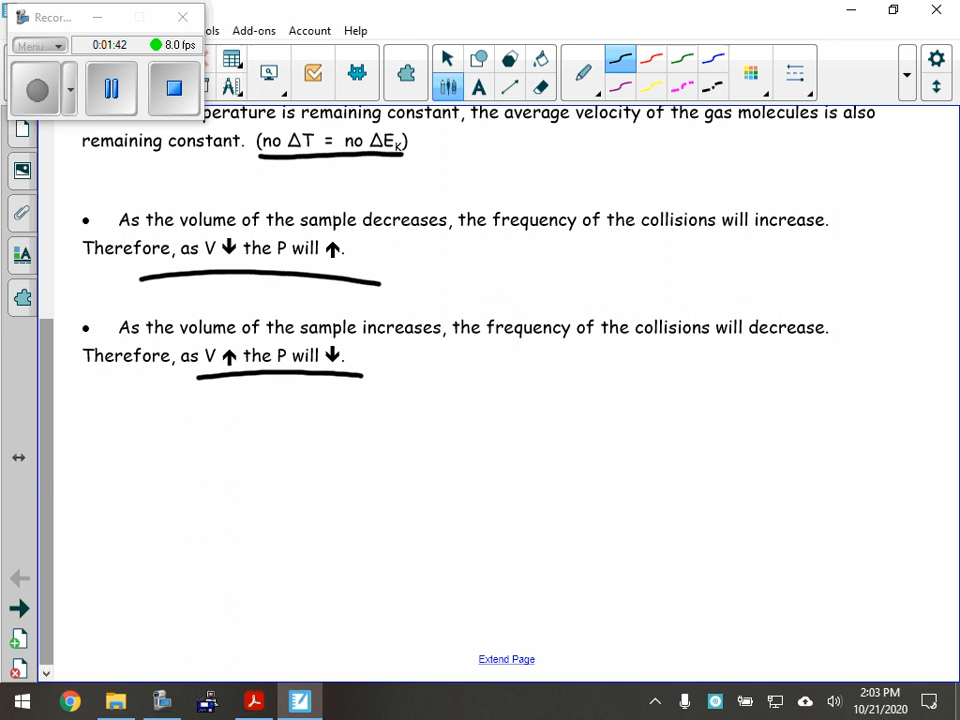 Recor...
Menu
0:01:42
8.0 fps
ols Add-ons Account Help
perature is remaining constant, the average velocity of the gas molecules is also
remaining constant. (no ΔT = no ΔEK)
• As the volume of the sample decreases, the frequency of the collisions will increase.
Therefore, as V ↓ the P will ↑.
• As the volume of the sample increases, the frequency of the collisions will decrease.
Therefore, as V ↑ the P will ↓.
Extend Page
2:03 PM
10/21/2020